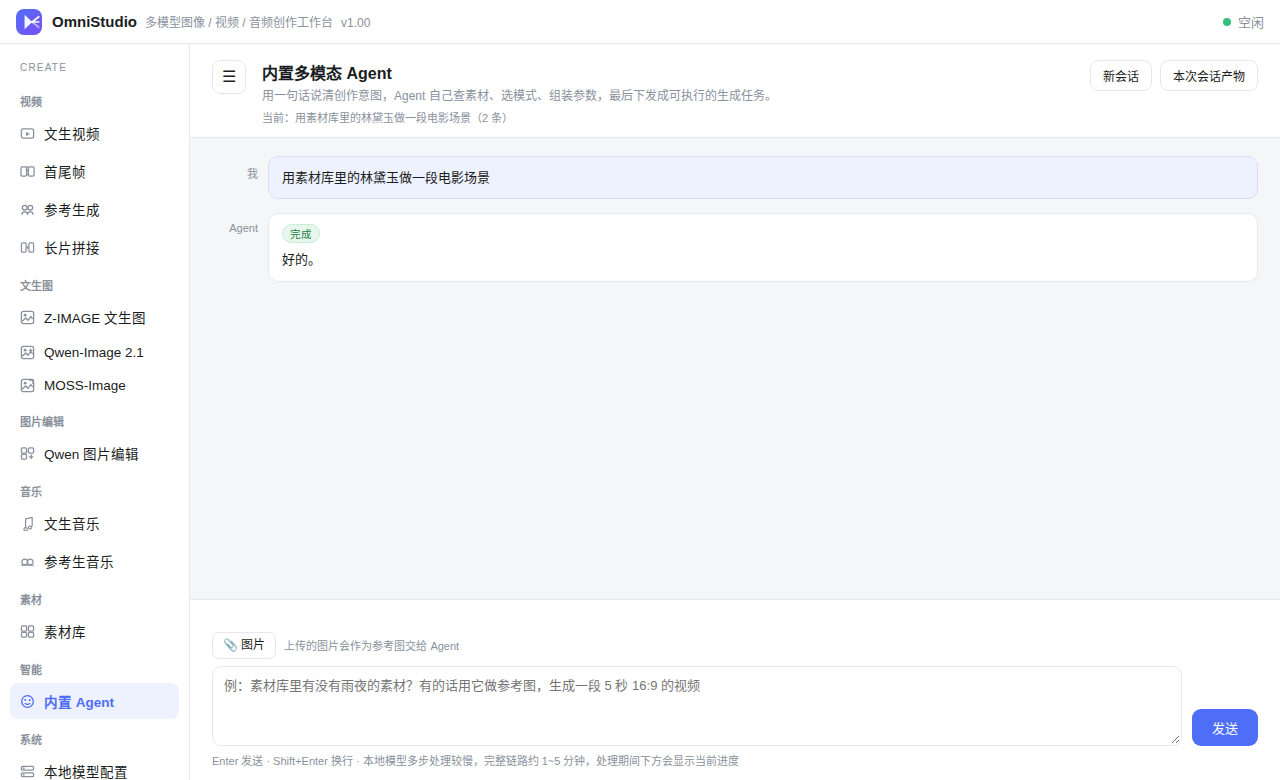 OmniStudio 多模型图像 / 视频 / 音频创作工作台 v1.00
空闲
CREATE
视频
文生视频
首尾帧
参考生成
长片拼接
文生图
Z-IMAGE 文生图
Qwen-Image 2.1
MOSS-Image
图片编辑
Qwen 图片编辑
音乐
文生音乐
参考生音乐
素材
素材库
智能
内置 Agent
系统
本地模型配置
☰
内置多模态 Agent
用一句话说清创作意图，Agent 自己查素材、选模式、组装参数，最后下发成可执行的生成任务。
当前：用素材库里的林黛玉做一段电影场景（2 条）
新会话
本次会话产物
我
用素材库里的林黛玉做一段电影场景
Agent
完成
好的。
📎 图片 上传的图片会作为参考图交给 Agent
例：素材库里有没有雨夜的素材？有的话用它做参考图，生成一段 5 秒 16:9 的视频
发送
Enter 发送 · Shift+Enter 换行 · 本地模型多步处理较慢，完整链路约 1~5 分钟，处理期间下方会显示当前进度